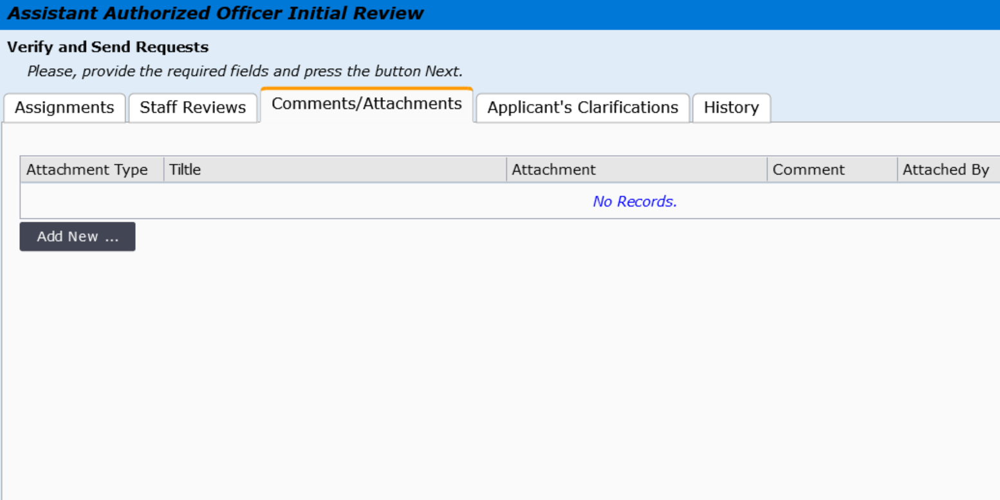 Assistant Authorized Officer Initial Review
Verify and Send Requests
Please, provide the required fields and press the button Next.
Assignments Staff Reviews Comments/Attachments Applicant's Clarifications History
Attachment Type Tiltle Attachment Comment Attached By
No Records.
Add New ...